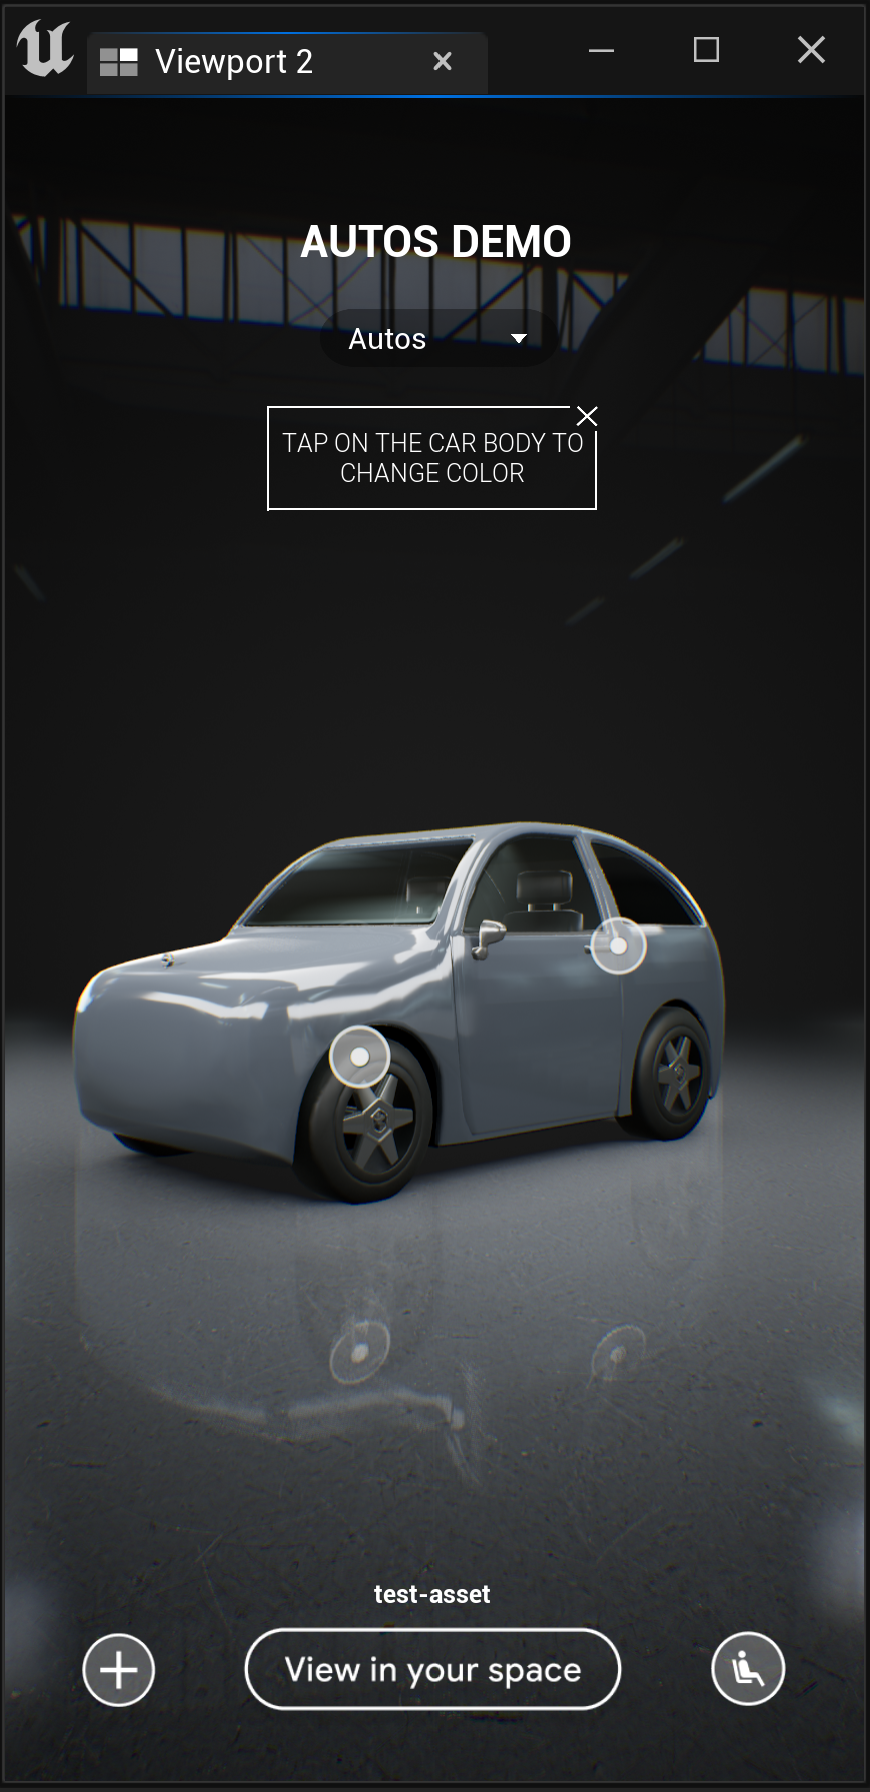 Viewport 2
AUTOS DEMO
Autos
TAP ON THE CAR BODY TO
CHANGE COLOR
test-asset
View in your space